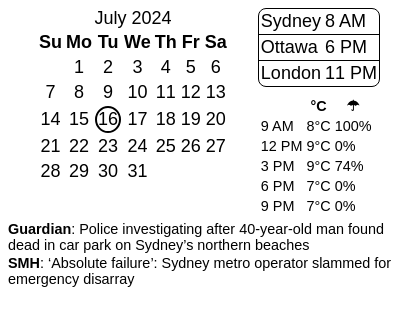 July 2024
Su Mo Tu We Th Fr Sa
1 2 3 4 5 6
7 8 9 10 11 12 13
14 15 16 17 18 19 20
21 22 23 24 25 26 27
28 29 30 31
Sydney 8 AM
Ottawa 6 PM
London 11 PM
°C ☂
9 AM 8°C 100%
12 PM 9°C 0%
3 PM 9°C 74%
6 PM 7°C 0%
9 PM 7°C 0%
Guardian: Police investigating after 40-year-old man found
dead in car park on Sydney’s northern beaches
SMH: ‘Absolute failure’: Sydney metro operator slammed for
emergency disarray